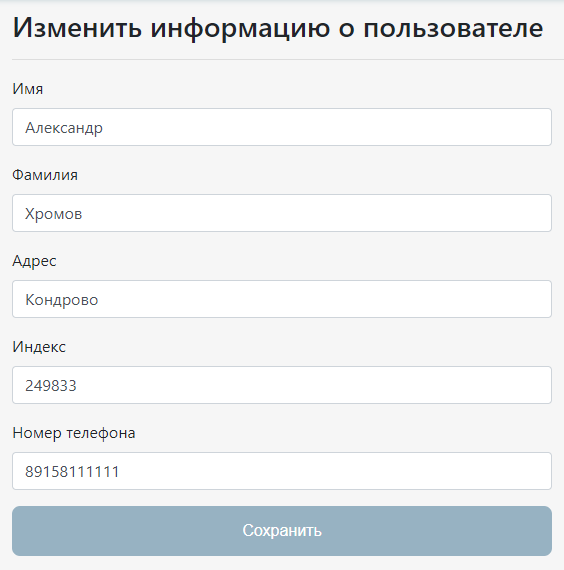 Изменить информацию о пользователе
Имя
Александр
Фамилия
Хромов
Адрес
Кондрово
Индекс
249833
Номер телефона
89158111111
Сохранить